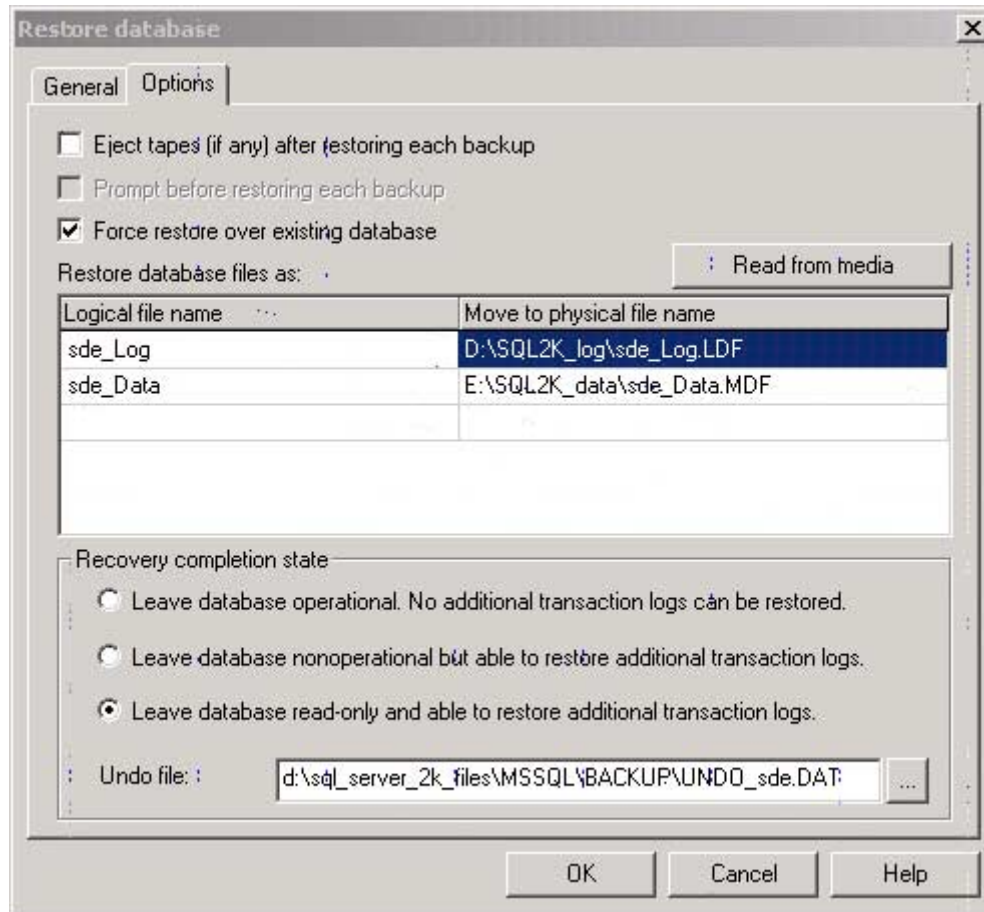 Restore database
General Options
Eject tapes (if any) after restoring each backup
Prompt before restoring each backup
Force restore over existing database
Restore database files as:
Read from media
Logical file name Move to physical file name
sde_Log D:\SQL2K_log\sde_Log.LDF
sde_Data E:\SQL2K_data\sde_Data.MDF
Recovery completion state
Leave database operational. No additional transaction logs can be restored.
Leave database nonoperational but able to restore additional transaction logs.
Leave database read-only and able to restore additional transaction logs.
Undo file: d:\sql_server_2k_files\MSSQL\BACKUP\UNDO_sde.DAT ...
OK Cancel Help